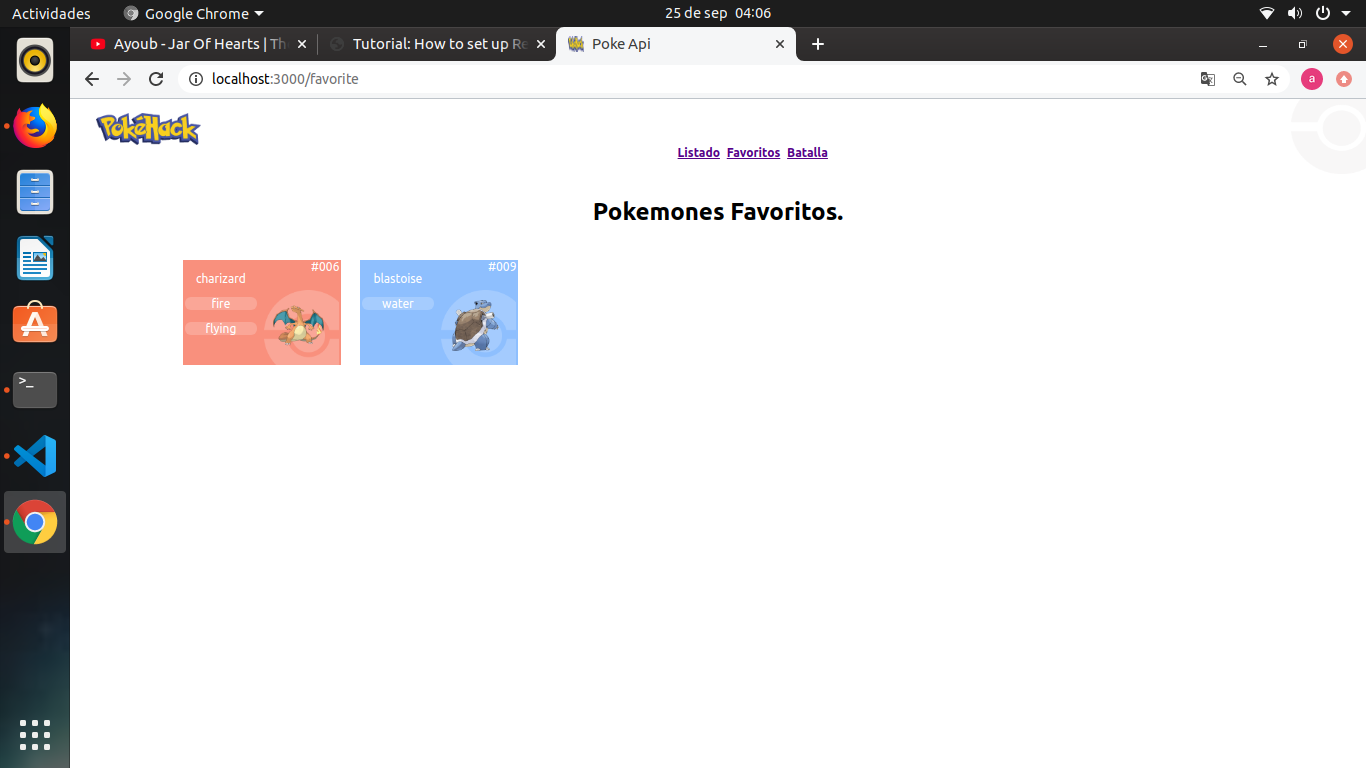 Actividades
Google Chrome
25 de sep 04:06
Ayoub - Jar Of Hearts | Th
Tutorial: How to set up Re
Poke Api
localhost:3000/favorite
a
PokéHack
Listado Favoritos Batalla
Pokemones Favoritos.
#006
charizard
fire
flying
#009
blastoise
water
>_